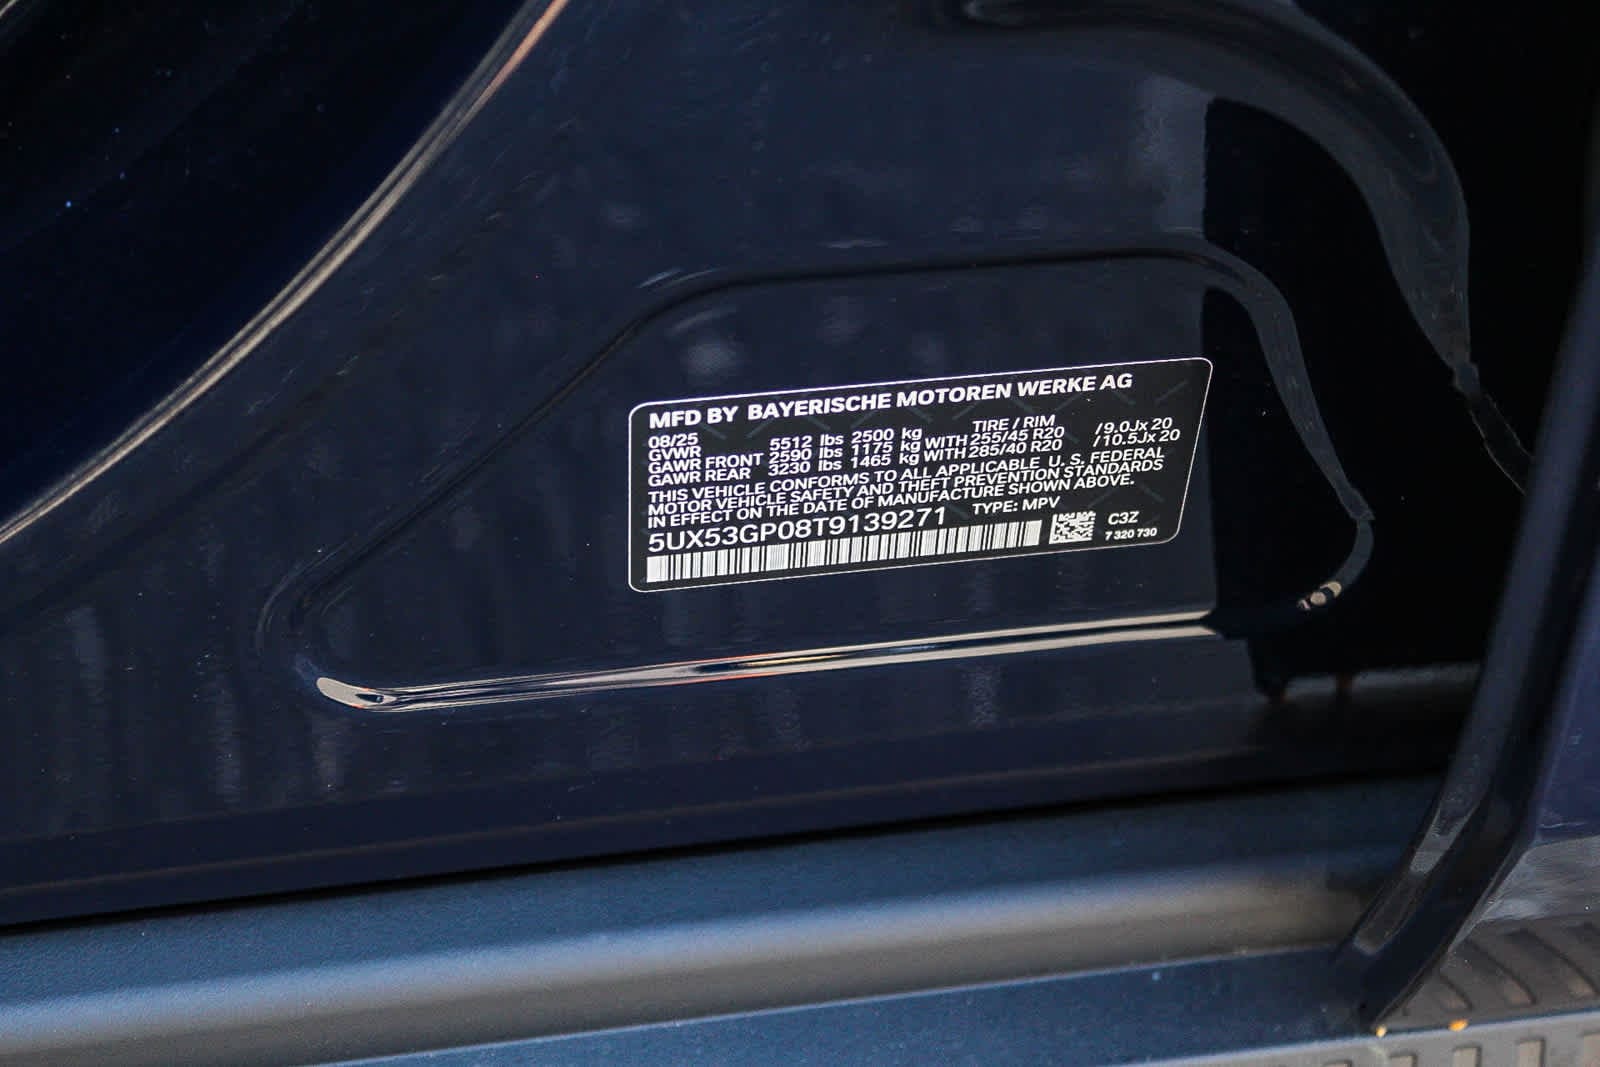 MFD BY BAYERISCHE MOTOREN WERKE AG
08/25 TIRE / RIM
GVWR 5512 lbs 2500 kg
GAWR FRONT 2590 lbs 1175 kg WITH 255/45 R20 /9.0Jx 20
GAWR REAR 3230 lbs 1465 kg WITH 285/40 R20 /10.5Jx 20
THIS VEHICLE CONFORMS TO ALL APPLICABLE U. S. FEDERAL
MOTOR VEHICLE SAFETY AND THEFT PREVENTION STANDARDS
IN EFFECT ON THE DATE OF MANUFACTURE SHOWN ABOVE.
5UX53GP08T9139271 TYPE: MPV
C3Z
7 320 730